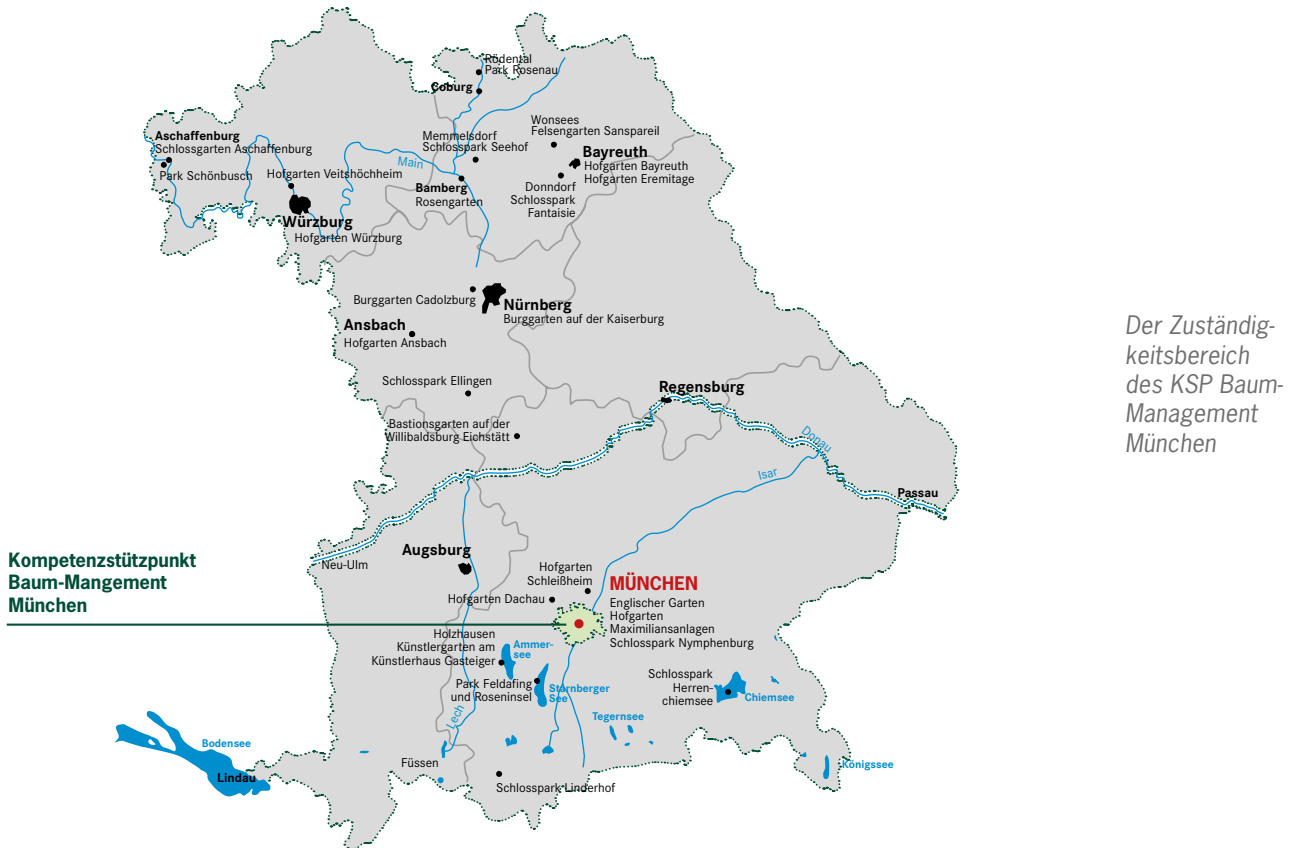 Rödental
Park Rosenau
Coburg
Wonsees
Felsengarten Sanspareil
Memmelsdorf
Schlosspark Seehof
Aschaffenburg
Schlossgarten Aschaffenburg
Park Schönbusch
Main
Bayreuth
Hofgarten Bayreuth
Hofgarten Eremitage
Hofgarten Veitshöchheim
Bamberg
Rosengarten
Donndorf
Schlosspark
Fantaisie
Würzburg
Hofgarten Würzburg
Burggarten Cadolzburg
Nürnberg
Burggarten auf der Kaiserburg
Ansbach
Hofgarten Ansbach
Der Zuständig-
keitsbereich
des KSP Baum-
Management
München
Schlosspark Ellingen
Regensburg
Bastionsgarten auf der
Willibaldsburg Eichstätt
Donau
Isar
Passau
Kompetenzstützpunkt
Baum-Mangement
München
Neu-Ulm
Augsburg
Hofgarten
Schleißheim
Hofgarten Dachau
MÜNCHEN
Englischer Garten
Hofgarten
Maximiliansanlagen
Schlosspark Nymphenburg
Holzhausen
Künstlergarten am
Künstlerhaus Gasteiger
Ammer-
see
Park Feldafing
und Roseninsel
Starnberger
See
Schlosspark
Herren-
chiemsee
Chiemsee
Lech
Tegernsee
Bodensee
Lindau
Füssen
Schlosspark Linderhof
Königssee